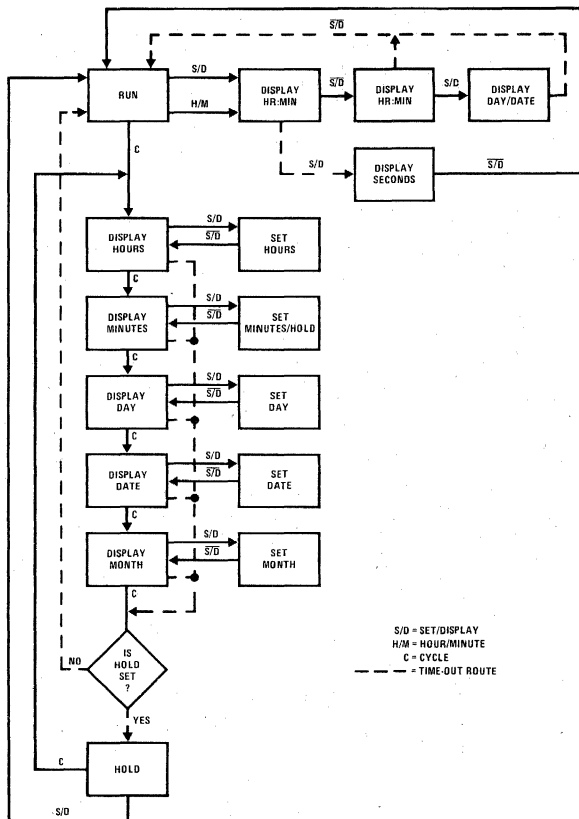 S/D
S/D
RUN
H/M
DISPLAY
HR:MIN
S/D
DISPLAY
HR:MIN
S/C
DISPLAY
DAY/DATE
C
S/D
DISPLAY
SECONDS
S/D
DISPLAY
HOURS
S/D
S/D
SET
HOURS
C
DISPLAY
MINUTES
S/D
S/D
SET
MINUTES/HOLD
C
DISPLAY
DAY
S/D
S/D
SET
DAY
C
DISPLAY
DATE
S/D
S/D
SET
DATE
C
DISPLAY
MONTH
S/D
S/D
SET
MONTH
C
S/D = SET/DISPLAY
H/M = HOUR/MINUTE
C = CYCLE
= TIME-OUT ROUTE
IS
HOLD
SET
?
NO
YES
HOLD
C
S/D